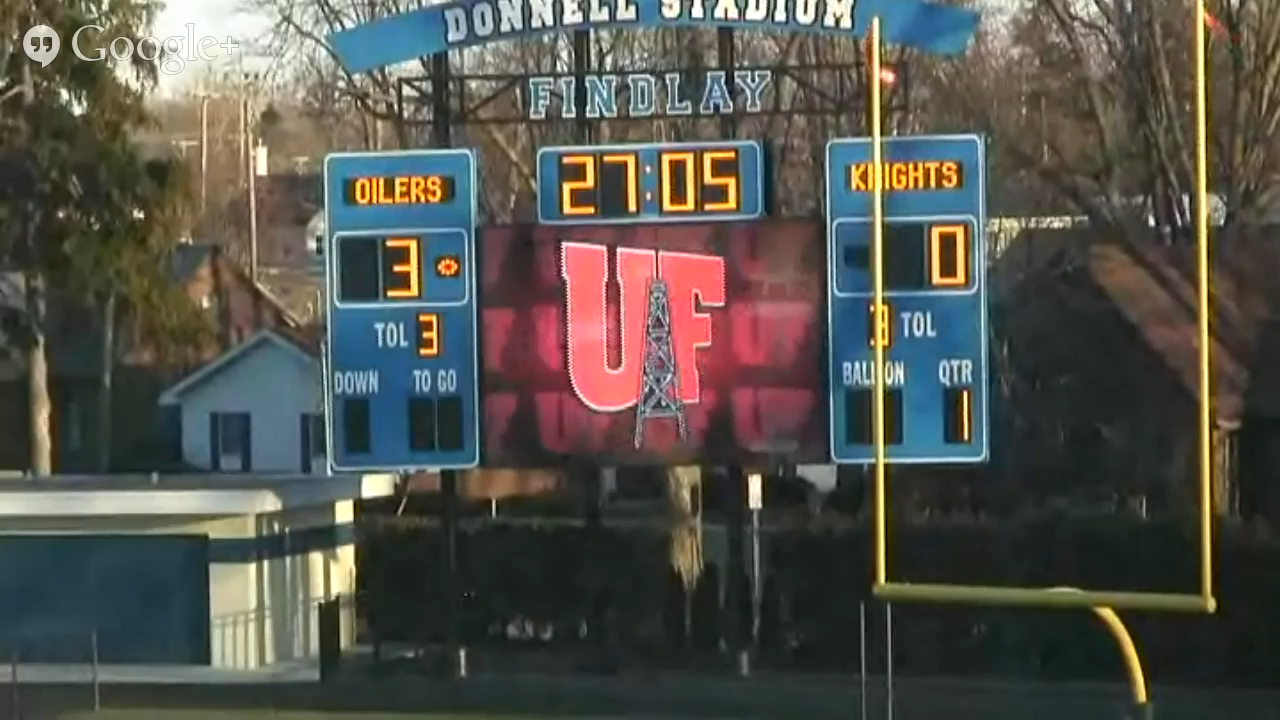 Google+
DONNELL STADIUM
FINDLAY
OILERS
27:05
KNIGHTS
3
0
TOL 3
3 TOL
DOWN TO GO
BALL ON QTR
1
UF